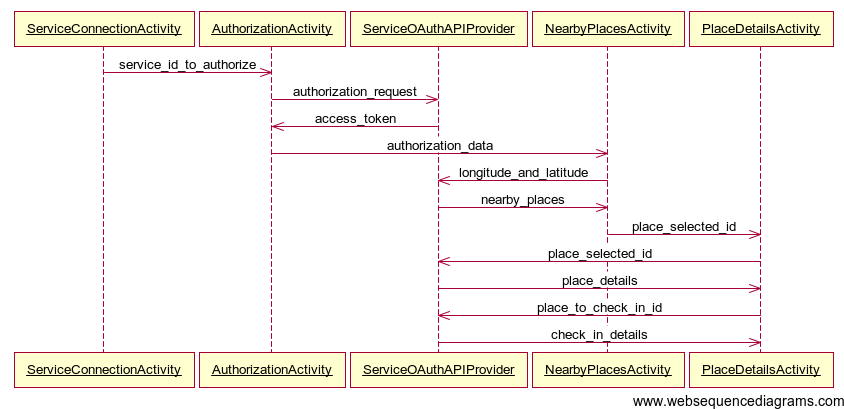 ServiceConnectionActivity AuthorizationActivity ServiceOAuthAPIProvider NearbyPlacesActivity PlaceDetailsActivity
service_id_to_authorize
authorization_request
access_token
authorization_data
longitude_and_latitude
nearby_places
place_selected_id
place_selected_id
place_details
place_to_check_in_id
check_in_details
ServiceConnectionActivity AuthorizationActivity ServiceOAuthAPIProvider NearbyPlacesActivity PlaceDetailsActivity
www.websequencediagrams.com